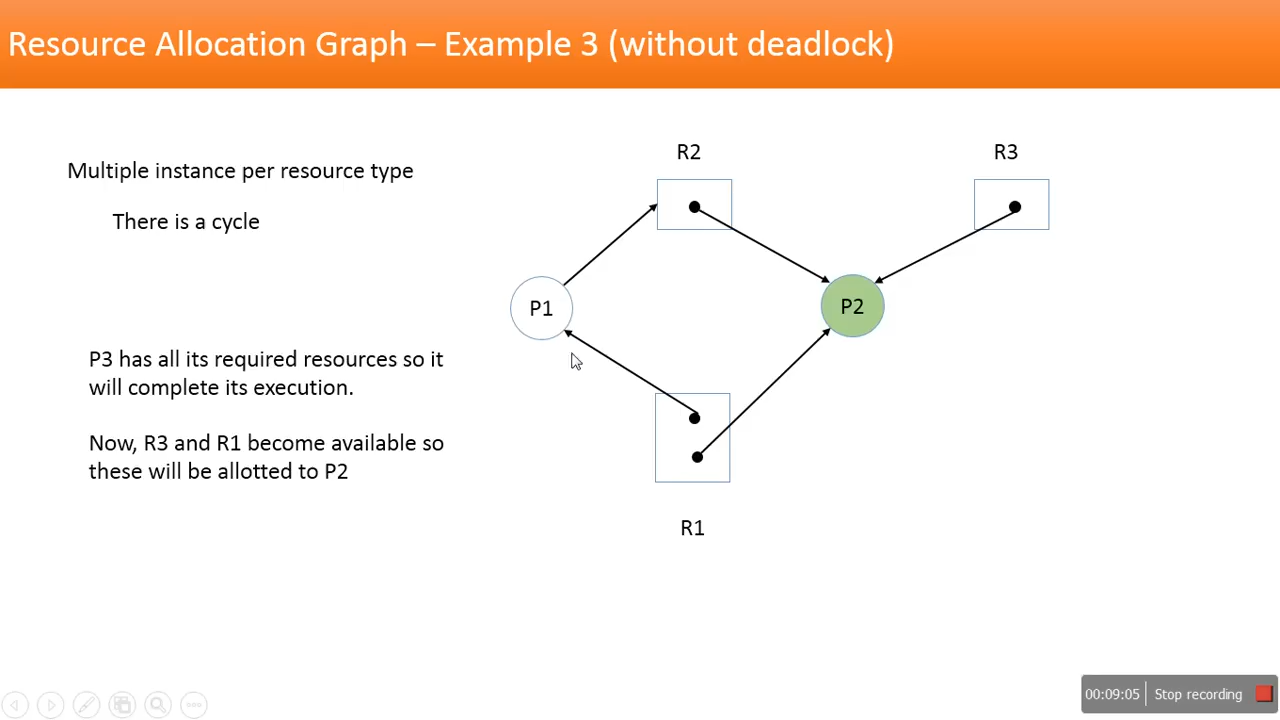 Resource Allocation Graph – Example 3 (without deadlock)
Multiple instance per resource type
There is a cycle
P3 has all its required resources so it
will complete its execution.
Now, R3 and R1 become available so
these will be allotted to P2
R2
R3
P1
P2
R1
00:09:05 Stop recording